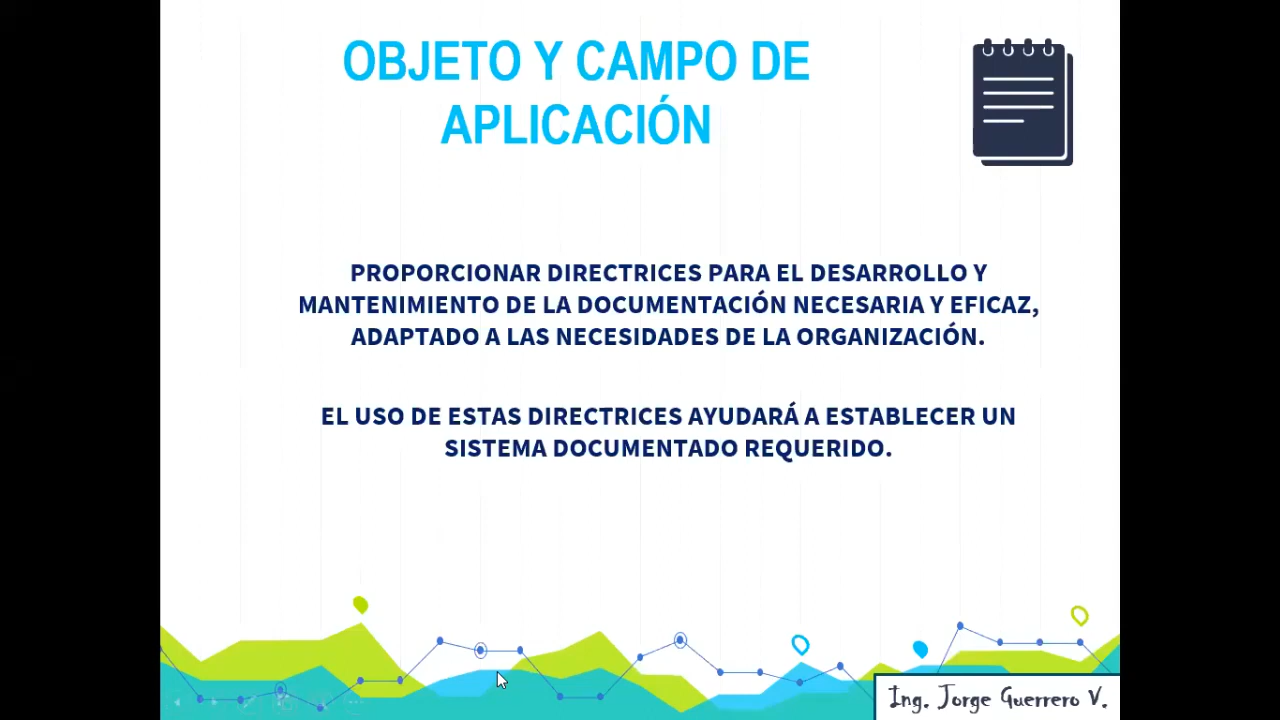 OBJETO Y CAMPO DE
APLICACIÓN
PROPORCIONAR DIRECTRICES PARA EL DESARROLLO Y
MANTENIMIENTO DE LA DOCUMENTACIÓN NECESARIA Y EFICAZ,
ADAPTADO A LAS NECESIDADES DE LA ORGANIZACIÓN.
EL USO DE ESTAS DIRECTRICES AYUDARÁ A ESTABLECER UN
SISTEMA DOCUMENTADO REQUERIDO.
Ing. Jorge Guerrero V.